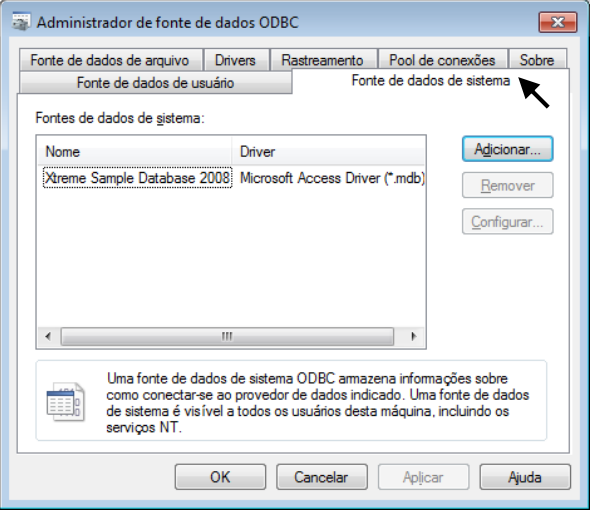 Administrador de fonte de dados ODBC
Fonte de dados de arquivo Drivers Rastreamento Pool de conexões Sobre
Fonte de dados de usuário Fonte de dados de sistema
Fontes de dados de sistema:
Nome Driver
Xtreme Sample Database 2008 Microsoft Access Driver (*.mdb)
Adicionar...
Remover
Configurar...
Uma fonte de dados de sistema ODBC armazena informações sobre
como conectar-se ao provedor de dados indicado. Uma fonte de dados
de sistema é visível a todos os usuários desta máquina, incluindo os
serviços NT.
OK Cancelar Aplicar Ajuda